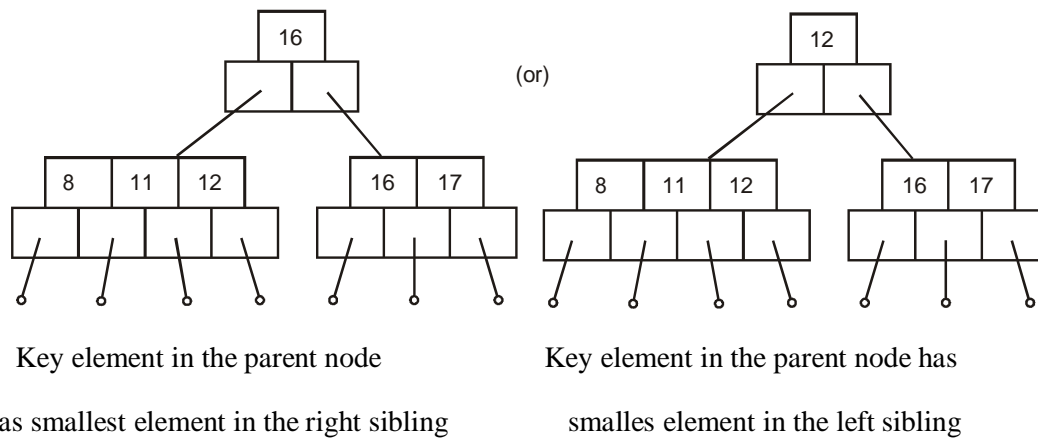 16
(or)
12
8 11 12
16 17
8 11 12
16 17
Key element in the parent node
as smallest element in the right sibling
Key element in the parent node has
smalles element in the left sibling